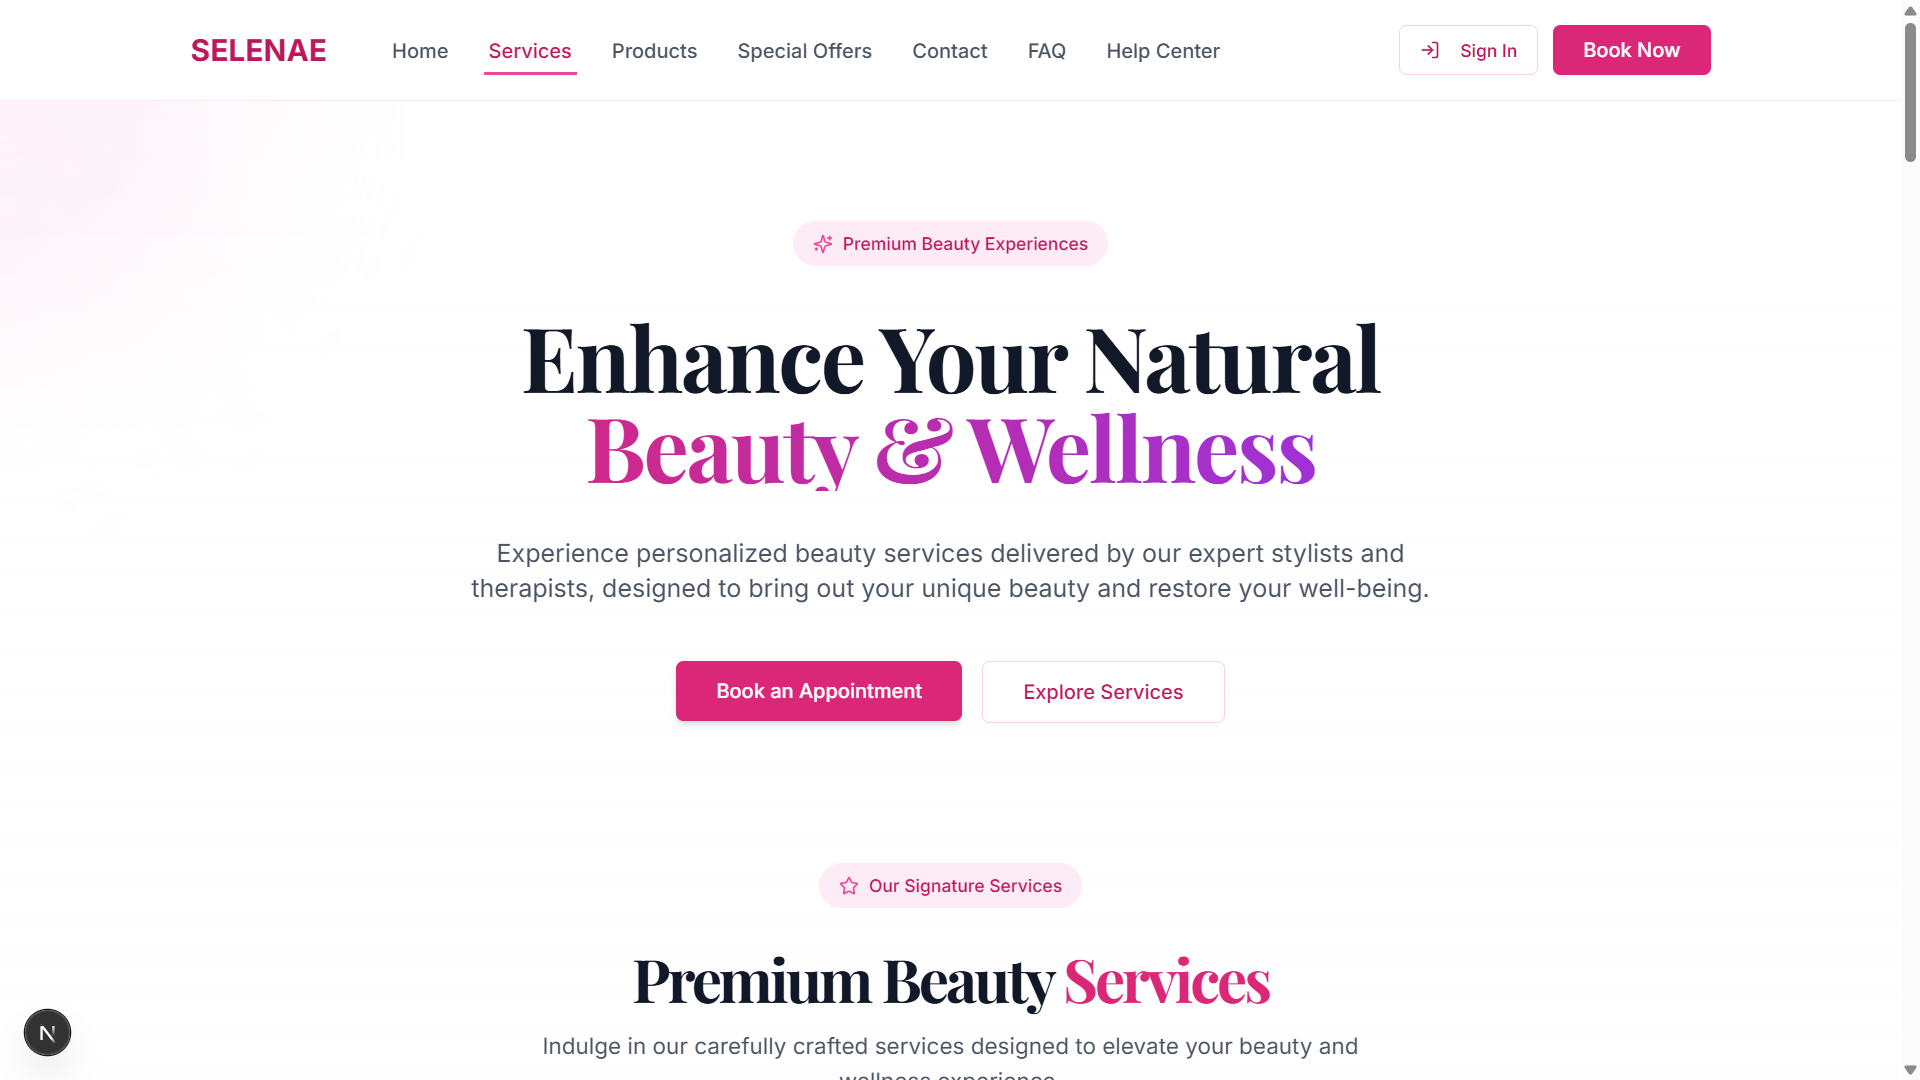 SELENAE
Home
Services
Products
Special Offers
Contact
FAQ
Help Center
Sign In
Book Now
Premium Beauty Experiences
Enhance Your Natural
Beauty & Wellness
Experience personalized beauty services delivered by our expert stylists and
therapists, designed to bring out your unique beauty and restore your well-being.
Book an Appointment
Explore Services
Our Signature Services
Premium Beauty Services
Indulge in our carefully crafted services designed to elevate your beauty and
wellness experience.
N